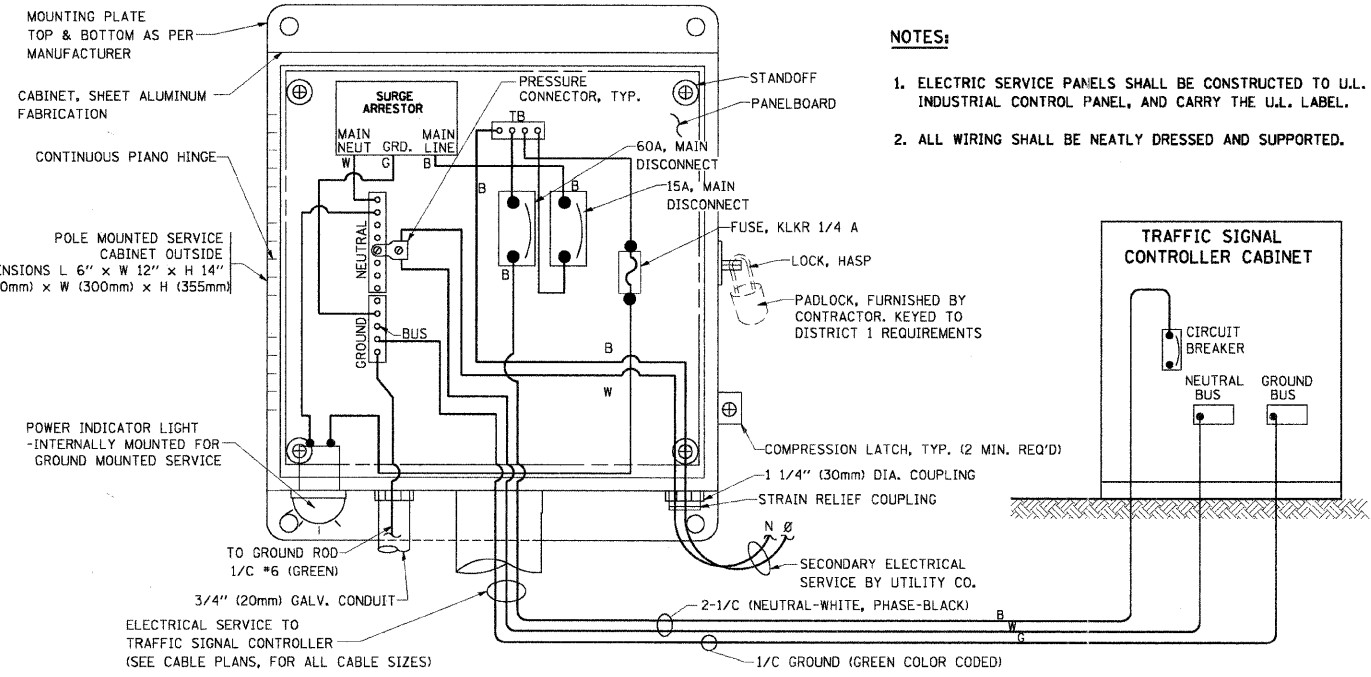 MOUNTING PLATE
TOP & BOTTOM AS PER
MANUFACTURER
CABINET, SHEET ALUMINUM
FABRICATION
CONTINUOUS PIANO HINGE
POLE MOUNTED SERVICE
CABINET OUTSIDE
ENSIONS L 6" x W 12" x H 14"
0mm) x W (300mm) x H (355mm)
POWER INDICATOR LIGHT
-INTERNALLY MOUNTED FOR
GROUND MOUNTED SERVICE
SURGE
ARRESTOR
MAIN
NEUT
GRD.
MAIN
LINE
W
G
B
PRESSURE
CONNECTOR, TYP.
TB
STANDOFF
PANELBOARD
60A, MAIN
DISCONNECT
15A, MAIN
DISCONNECT
B
B
B
FUSE, KLKR 1/4 A
NEUTRAL
GROUND
BUS
LOCK, HASP
PADLOCK, FURNISHED BY
CONTRACTOR. KEYED TO
DISTRICT 1 REQUIREMENTS
B
W
COMPRESSION LATCH, TYP. (2 MIN. REQ'D)
1 1/4" (30mm) DIA. COUPLING
STRAIN RELIEF COUPLING
N Ø
SECONDARY ELECTRICAL
SERVICE BY UTILITY CO.
TO GROUND ROD
1/C #6 (GREEN)
3/4" (20mm) GALV. CONDUIT
ELECTRICAL SERVICE TO
TRAFFIC SIGNAL CONTROLLER
(SEE CABLE PLANS, FOR ALL CABLE SIZES)
2-1/C (NEUTRAL-WHITE, PHASE-BLACK)
1/C GROUND (GREEN COLOR CODED)
B
W
G
NOTES:
1. ELECTRIC SERVICE PANELS SHALL BE CONSTRUCTED TO U.L.
INDUSTRIAL CONTROL PANEL, AND CARRY THE U.L. LABEL.
2. ALL WIRING SHALL BE NEATLY DRESSED AND SUPPORTED.
TRAFFIC SIGNAL
CONTROLLER CABINET
CIRCUIT
BREAKER
NEUTRAL
BUS
GROUND
BUS